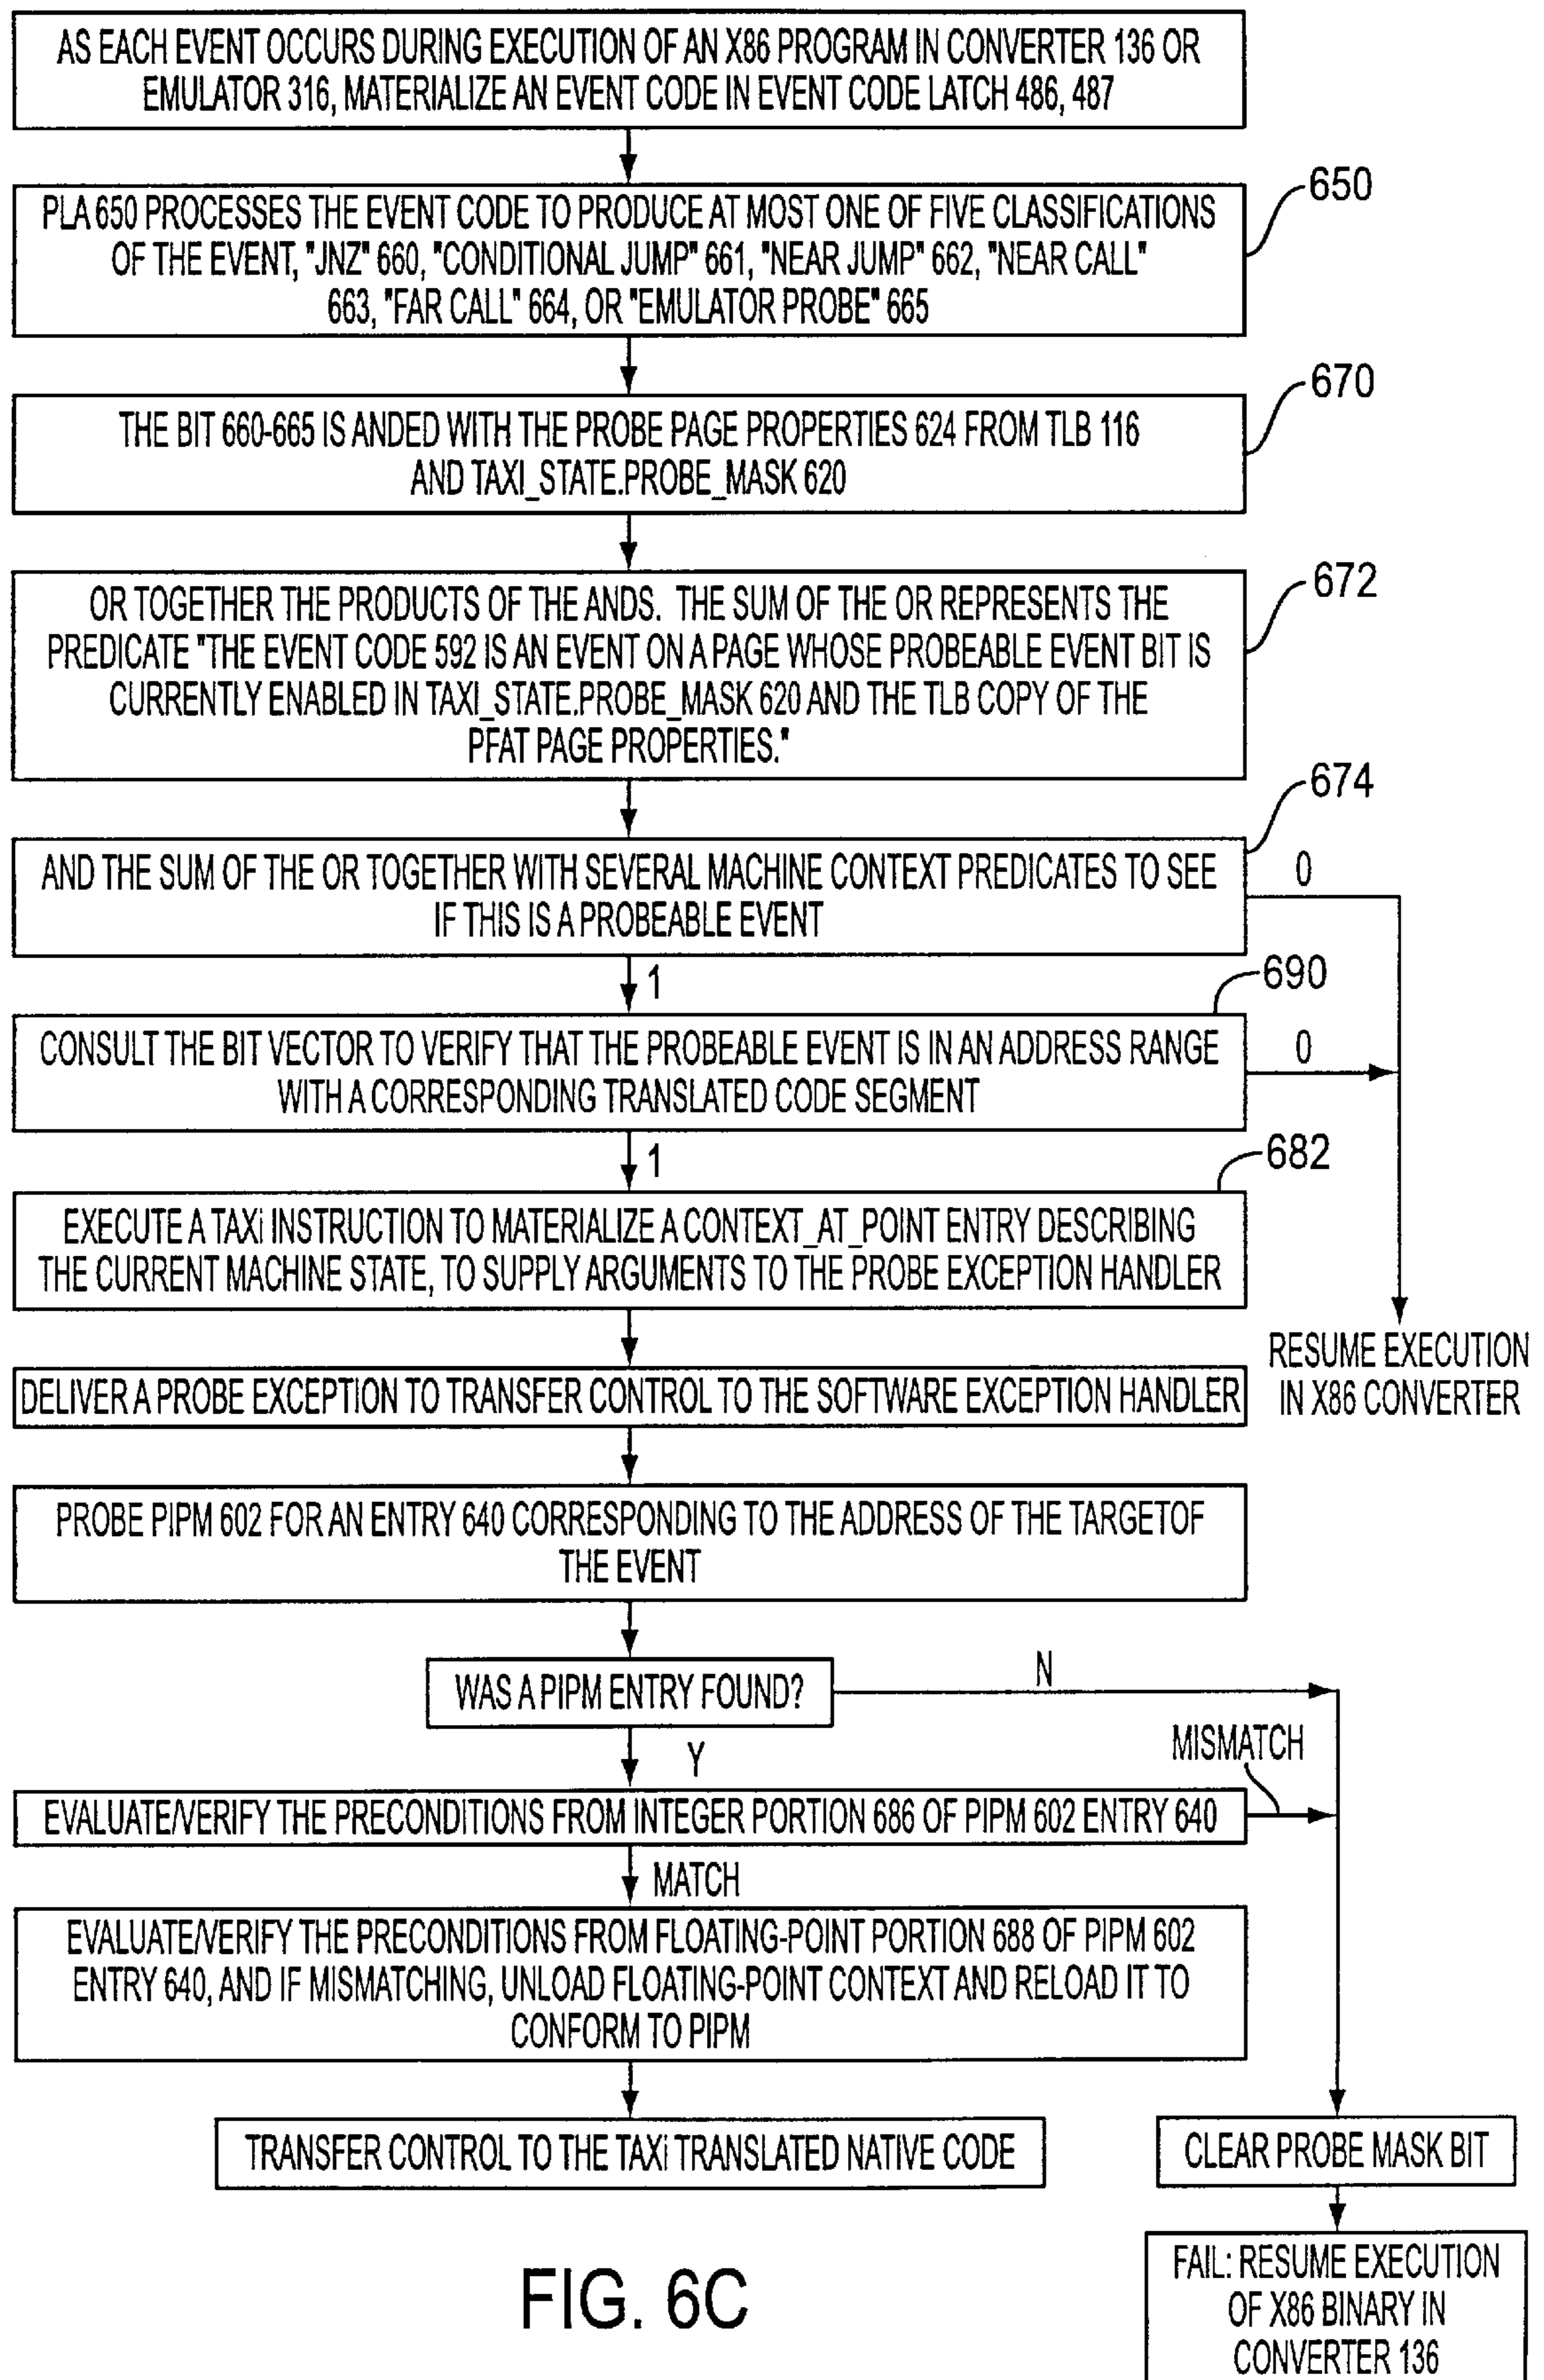 AS EACH EVENT OCCURS DURING EXECUTION OF AN X86 PROGRAM IN CONVERTER 136 OR
EMULATOR 316, MATERIALIZE AN EVENT CODE IN EVENT CODE LATCH 486, 487
650
PLA 650 PROCESSES THE EVENT CODE TO PRODUCE AT MOST ONE OF FIVE CLASSIFICATIONS
OF THE EVENT, "JNZ" 660, "CONDITIONAL JUMP" 661, "NEAR JUMP" 662, "NEAR CALL"
663, "FAR CALL" 664, OR "EMULATOR PROBE" 665
670
THE BIT 660-665 IS ANDED WITH THE PROBE PAGE PROPERTIES 624 FROM TLB 116
AND TAXI_STATE.PROBE_MASK 620
672
OR TOGETHER THE PRODUCTS OF THE ANDS. THE SUM OF THE OR REPRESENTS THE
PREDICATE "THE EVENT CODE 592 IS AN EVENT ON A PAGE WHOSE PROBEABLE EVENT BIT IS
CURRENTLY ENABLED IN TAXI_STATE.PROBE_MASK 620 AND THE TLB COPY OF THE
PFAT PAGE PROPERTIES."
674
AND THE SUM OF THE OR TOGETHER WITH SEVERAL MACHINE CONTEXT PREDICATES TO SEE
IF THIS IS A PROBEABLE EVENT
0
1
690
CONSULT THE BIT VECTOR TO VERIFY THAT THE PROBEABLE EVENT IS IN AN ADDRESS RANGE
WITH A CORRESPONDING TRANSLATED CODE SEGMENT
0
1
682
EXECUTE A TAXi INSTRUCTION TO MATERIALIZE A CONTEXT_AT_POINT ENTRY DESCRIBING
THE CURRENT MACHINE STATE, TO SUPPLY ARGUMENTS TO THE PROBE EXCEPTION HANDLER
RESUME EXECUTION
IN X86 CONVERTER
DELIVER A PROBE EXCEPTION TO TRANSFER CONTROL TO THE SOFTWARE EXCEPTION HANDLER
PROBE PIPM 602 FOR AN ENTRY 640 CORRESPONDING TO THE ADDRESS OF THE TARGETOF
THE EVENT
WAS A PIPM ENTRY FOUND?
N
Y
MISMATCH
EVALUATE/VERIFY THE PRECONDITIONS FROM INTEGER PORTION 686 OF PIPM 602 ENTRY 640
MATCH
EVALUATE/VERIFY THE PRECONDITIONS FROM FLOATING-POINT PORTION 688 OF PIPM 602
ENTRY 640, AND IF MISMATCHING, UNLOAD FLOATING-POINT CONTEXT AND RELOAD IT TO
CONFORM TO PIPM
TRANSFER CONTROL TO THE TAXi TRANSLATED NATIVE CODE
CLEAR PROBE MASK BIT
FAIL: RESUME EXECUTION
OF X86 BINARY IN
CONVERTER 136
FIG. 6C